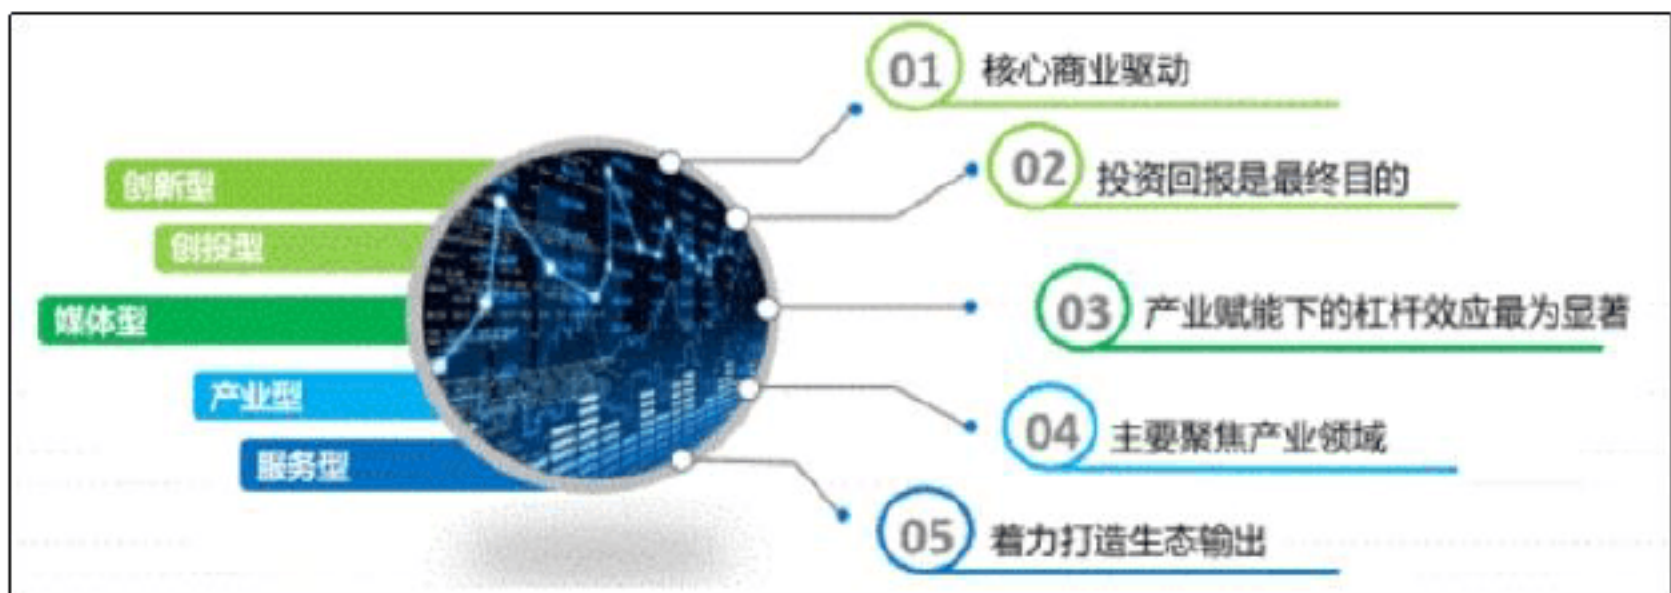 创新型
创投型
媒体型
产业型
服务型
01 核心商业驱动
02 投资回报是最终目的
03 产业赋能下的杠杆效应最为显著
04 主要聚焦产业领域
05 着力打造生态输出